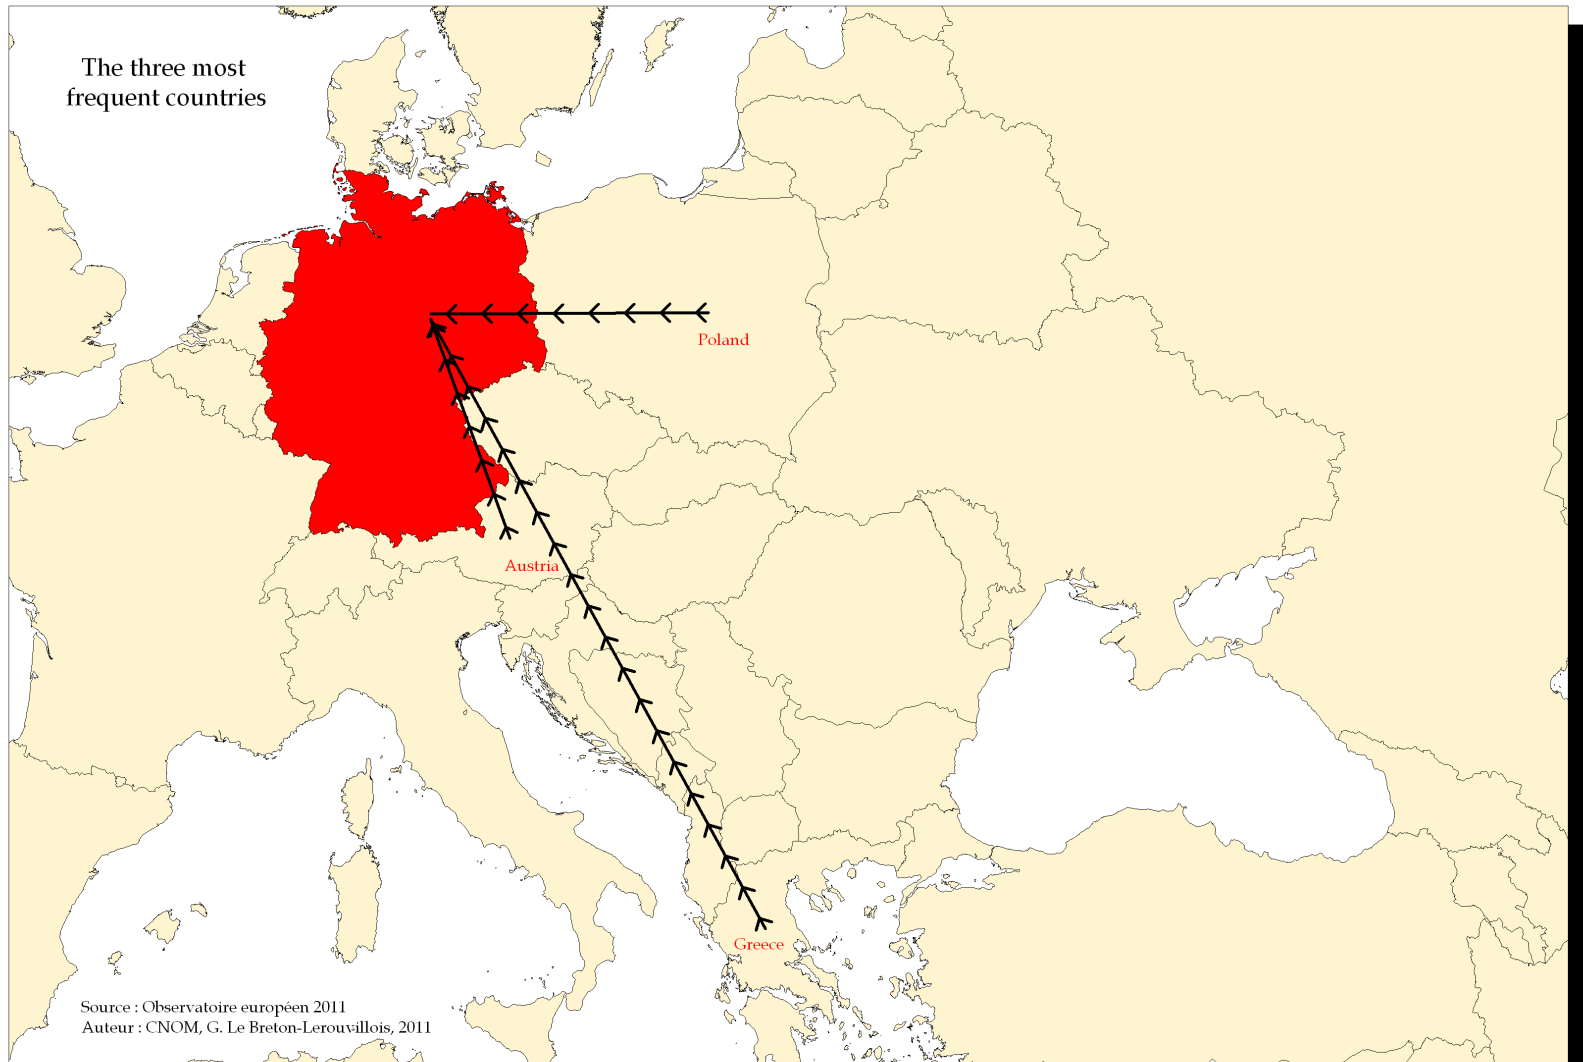 The three most
frequent countries
Poland
Austria
Greece
Source : Observatoire européen 2011
Auteur : CNOM, G. Le Breton-Lerouvillois, 2011